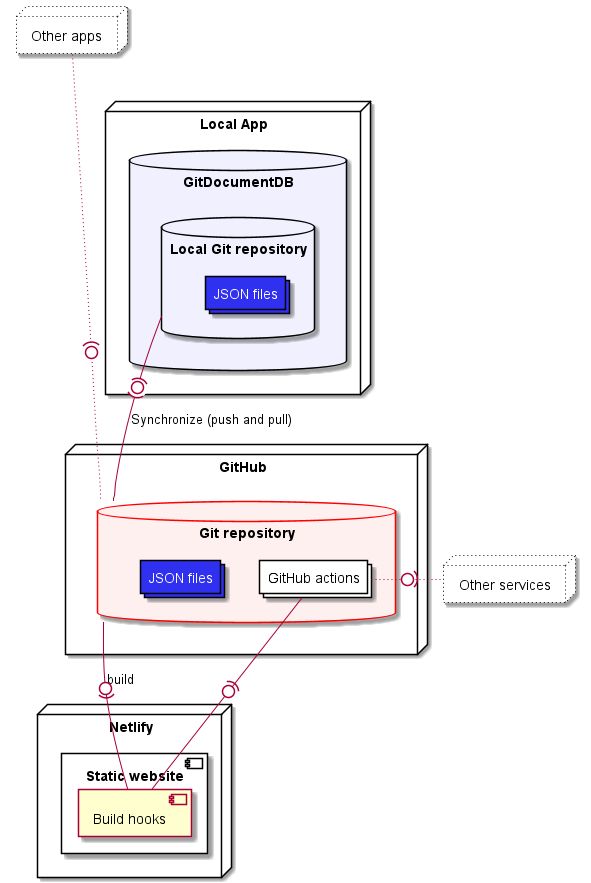 Other apps
Local App
GitDocumentDB
Local Git repository
JSON files
Synchronize (push and pull)
GitHub
Git repository
JSON files
GitHub actions
Other services
build
Netlify
Static website
Build hooks